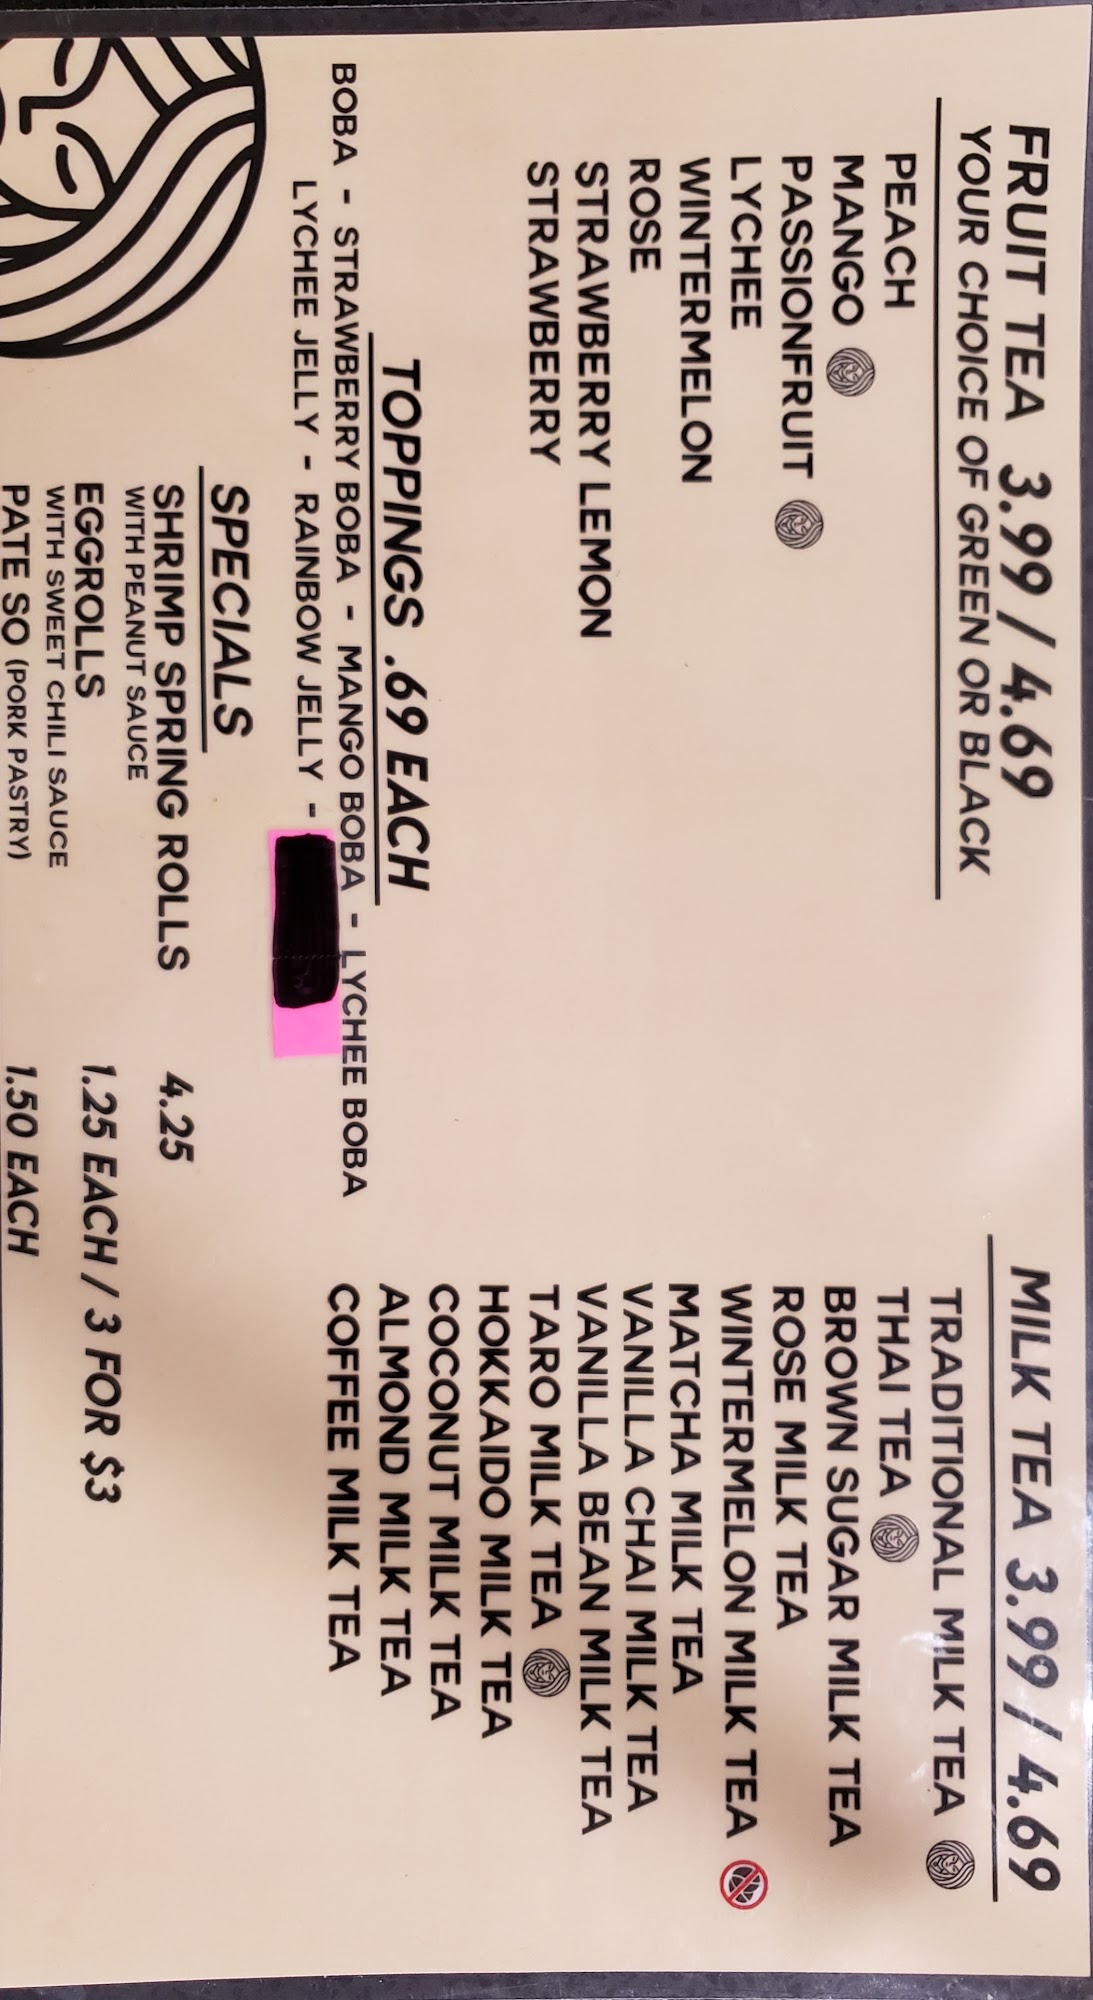 FRUIT TEA 3.99 / 4.69
YOUR CHOICE OF GREEN OR BLACK
PEACH
MANGO
PASSIONFRUIT
LYCHEE
WINTERMELON
ROSE
STRAWBERRY LEMON
STRAWBERRY
MILK TEA 3.99 / 4.69
TRADITIONAL MILK TEA
THAI TEA
BROWN SUGAR MILK TEA
ROSE MILK TEA
WINTERMELON MILK TEA
MATCHA MILK TEA
VANILLA CHAI MILK TEA
VANILLA BEAN MILK TEA
TARO MILK TEA
HOKKAIDO MILK TEA
COCONUT MILK TEA
ALMOND MILK TEA
COFFEE MILK TEA
TOPPINGS .69 EACH
BOBA - STRAWBERRY BOBA - MANGO BOBA - LYCHEE BOBA
LYCHEE JELLY - RAINBOW JELLY -
SPECIALS
SHRIMP SPRING ROLLS 4.25
WITH PEANUT SAUCE
EGGROLLS 1.25 EACH / 3 FOR $3
WITH SWEET CHILI SAUCE
PATE SO (PORK PASTRY) 1.50 EACH